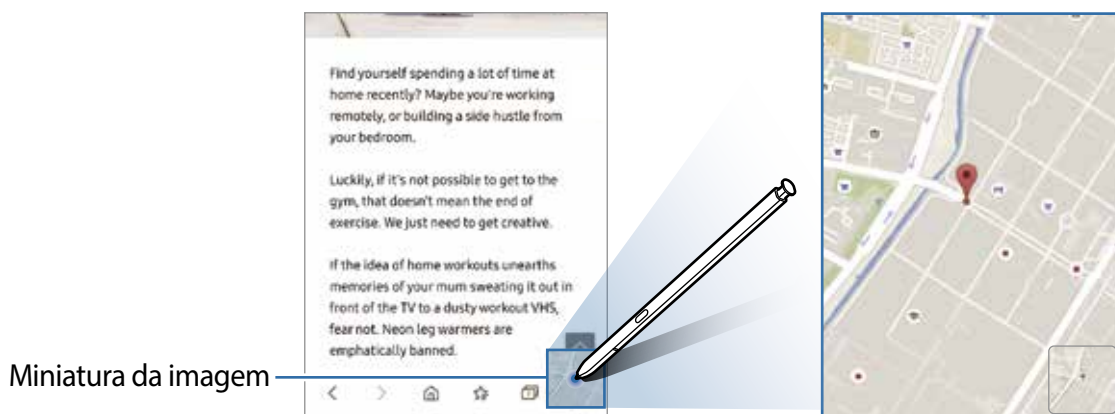 Find yourself spending a lot of time at
home recently? Maybe you're working
remotely, or building a side hustle from
your bedroom.
Luckily, if it's not possible to get to the
gym, that doesn't mean the end of
exercise. We just need to get creative.
If the idea of home workouts unearths
memories of your mum sweating it out in
front of the TV to a dusty workout VHS,
fear not. Neon leg warmers are
emphatically banned.
Miniatura da imagem